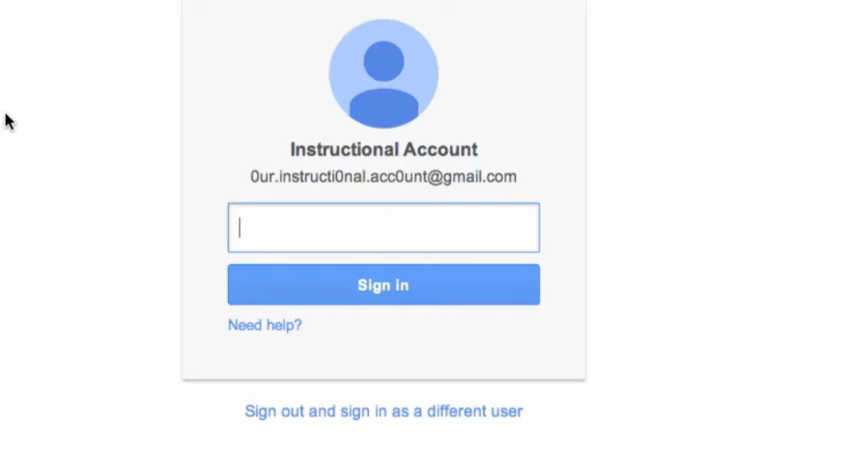 Instructional Account
0ur.instructi0nal.acc0unt@gmail.com
Sign in
Need help?
Sign out and sign in as a different user